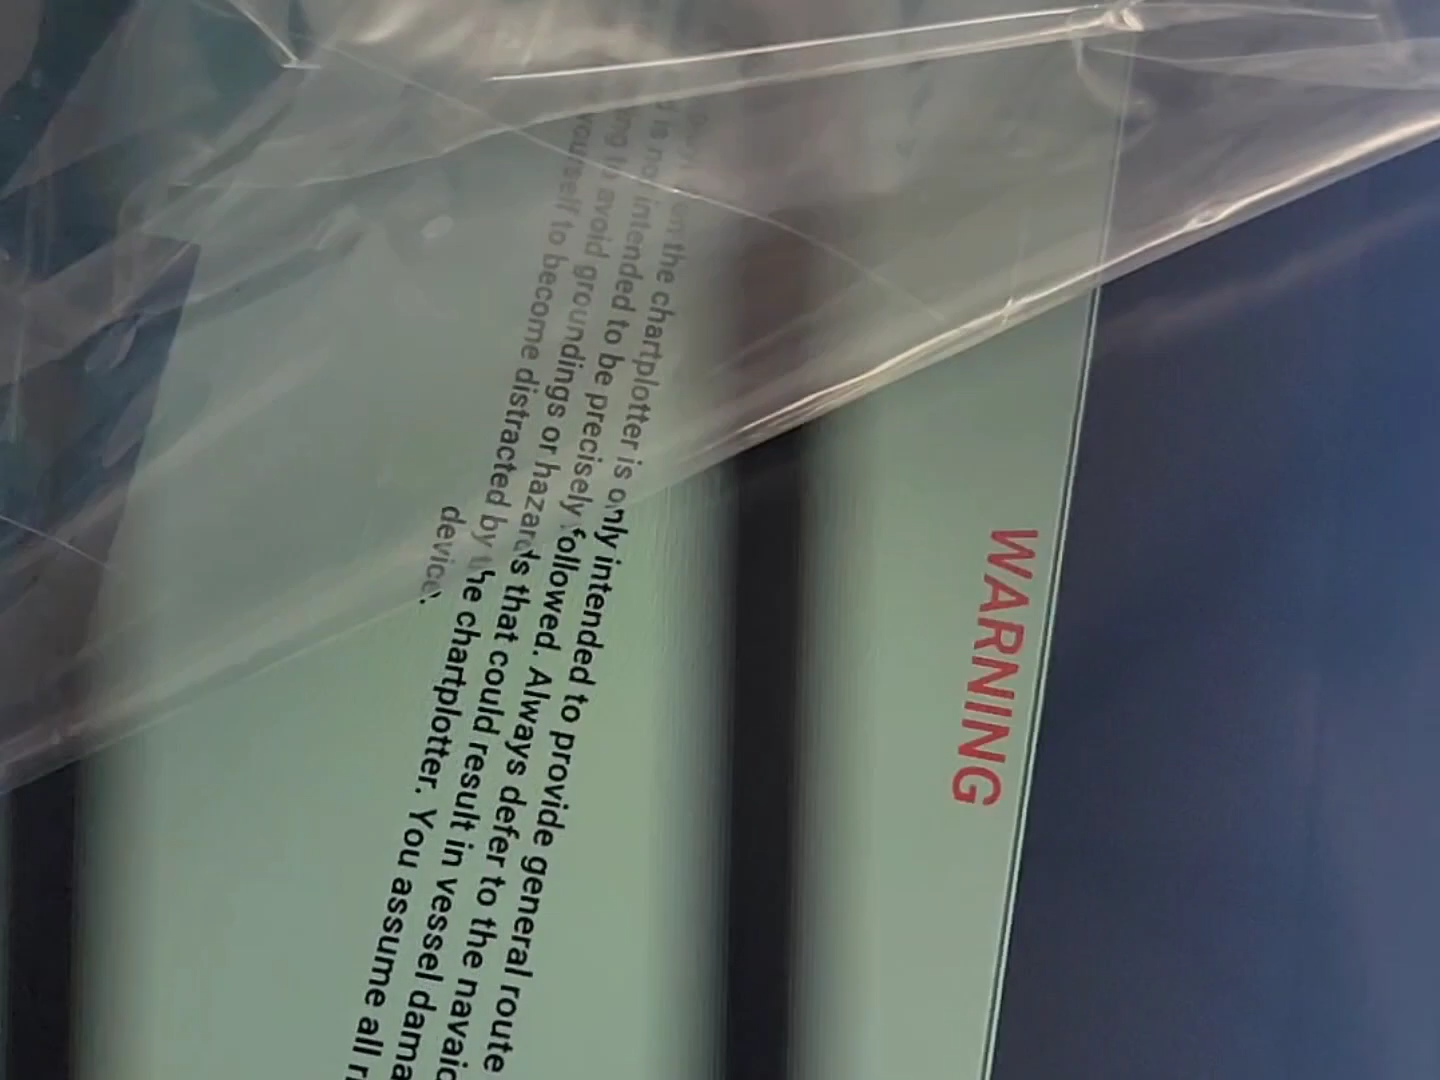 WARNING
on the chartplotter is only intended to provide general route
is not intended to be precisely followed. Always defer to the
avoid groundings or hazards that could result in vessel
yourself to become distracted by the chartplotter. You assume all
device.